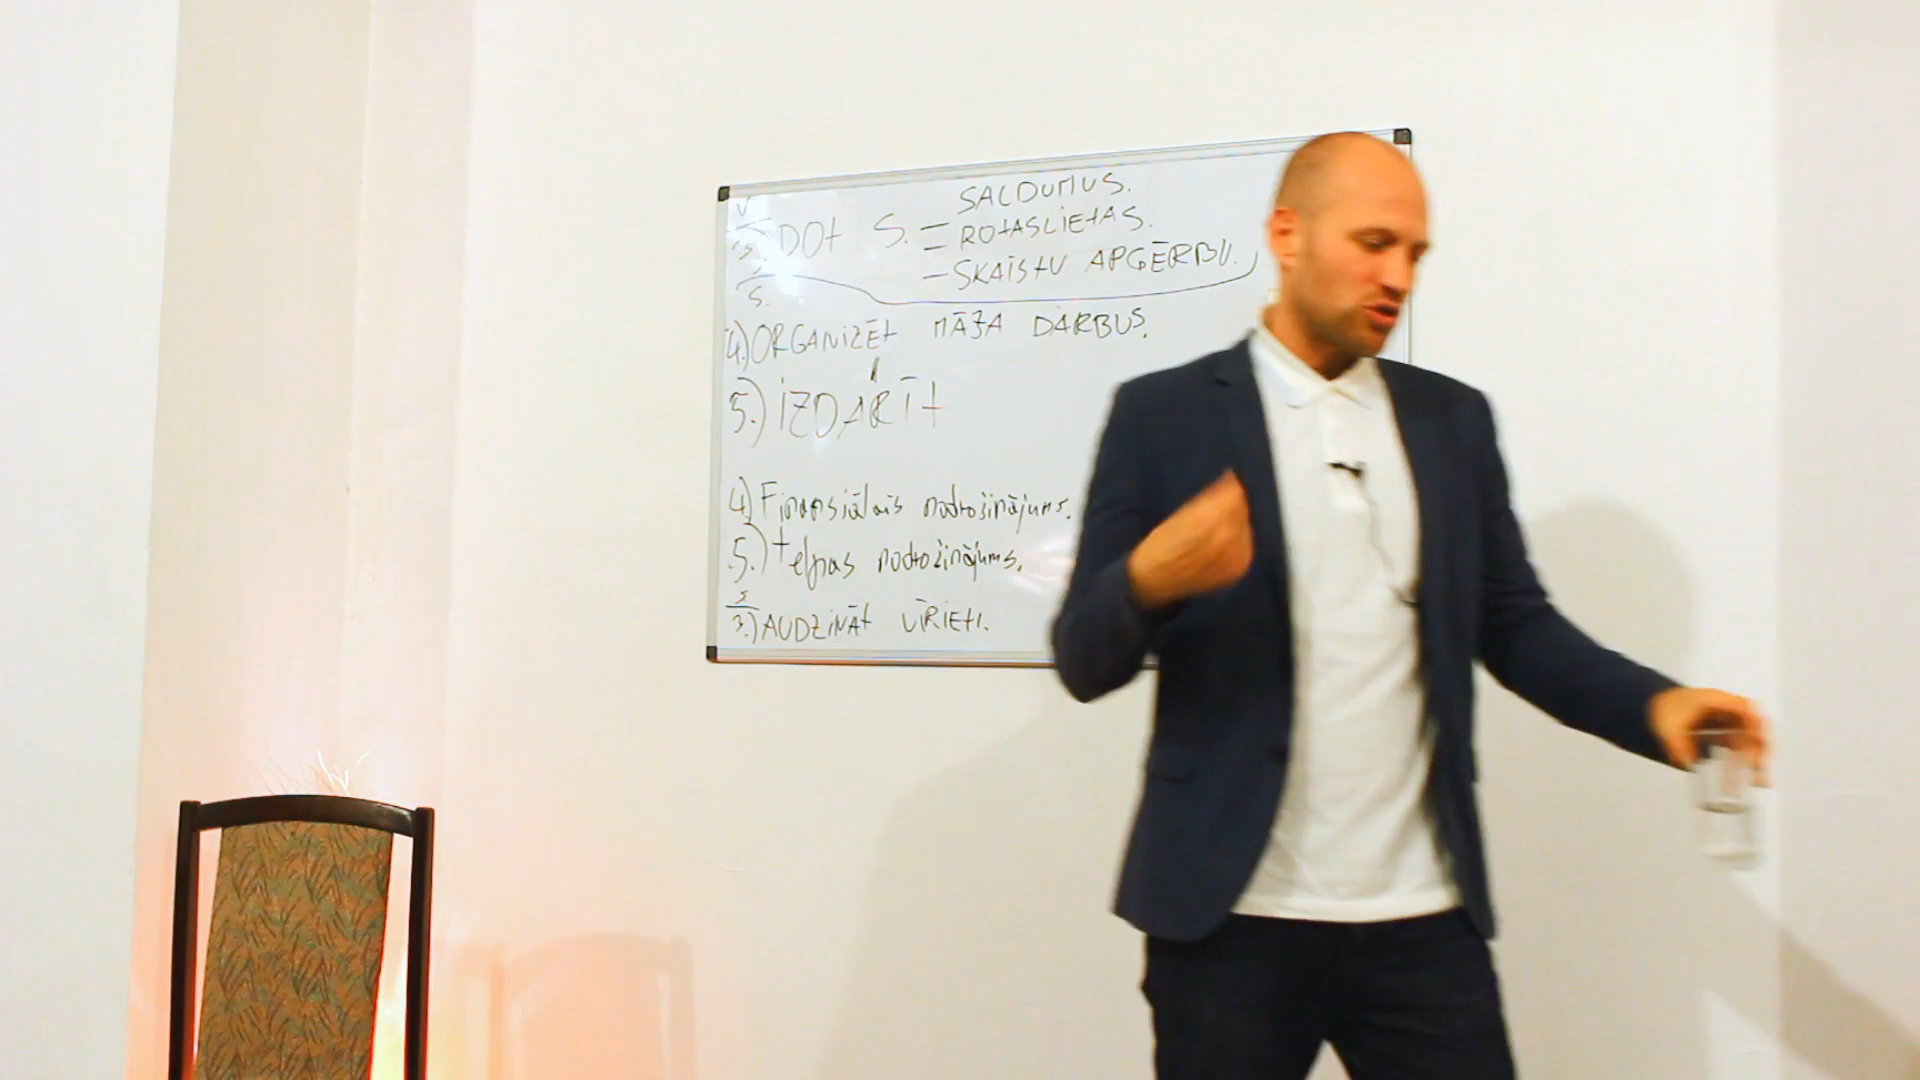 SALDUMUS.
V
S DOt S. = ROtASLIEtAS.
- SKAIStU APĢĒRBU.
S.
4.) ORGANIZĒt MĀJA DARBUS.
5.) IZDARĪt
4) Finansiālais nodrošinājums.
5.) telpas nodrošinājums.
S
3.) AUDZINĀt VĪRIEti.